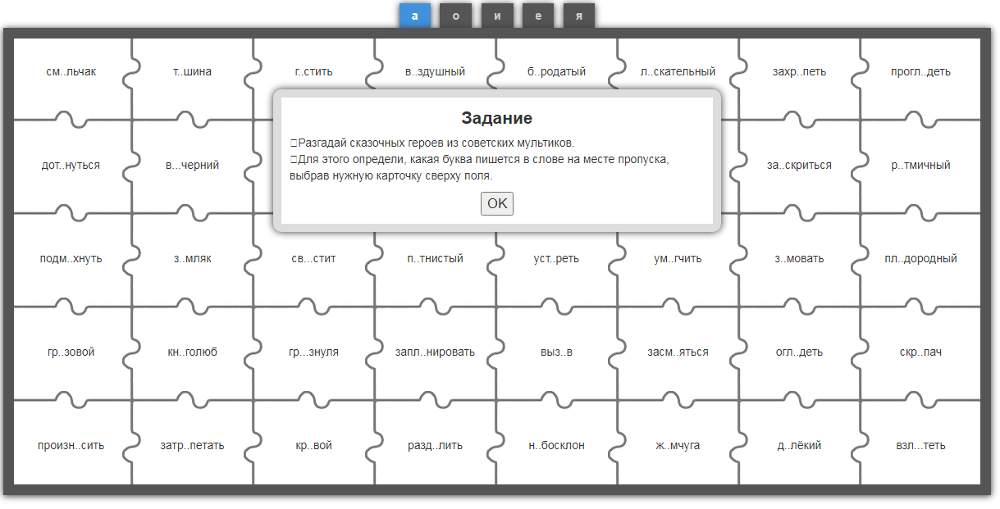 а о и е я
см..льчак т..шина г..стить в..здушный б..родатый л..скательный захр..петь прогл..деть
Задание
Разгадай сказочных героев из советских мультиков.
Для этого определи, какая буква пишется в слове на месте пропуска,
выбрав нужную карточку сверху поля.
OK
дот..нуться в...черний за..скриться р..тмичный
подм..хнуть з..мляк св...стит п..тнистый уст..реть ум..гчить з..мовать пл..дородный
гр..зовой кн..голюб гр...знуля запл..нировать выз..в засм..яться огл..деть скр..пач
произн..сить затр..петать кр..вой разд..лить н..босклон ж..мчуга д..лёкий взл...теть